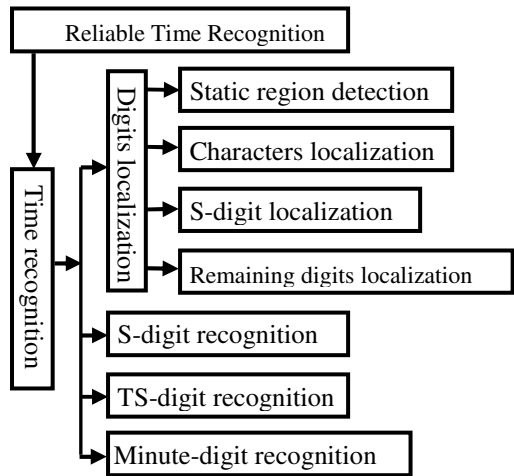 Reliable Time Recognition
Time recognition
Digits localization
Static region detection
Characters localization
S-digit localization
Remaining digits localization
S-digit recognition
TS-digit recognition
Minute-digit recognition